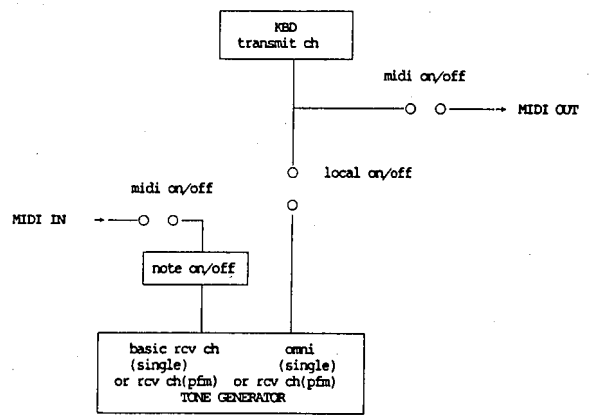 KBD
transmit ch
midi on/off
MIDI OUT
local on/off
midi on/off
MIDI IN
note on/off
basic rcv ch omni
(single) (single)
or rcv ch(pfm) or rcv ch(pfm)
TONE GENERATOR